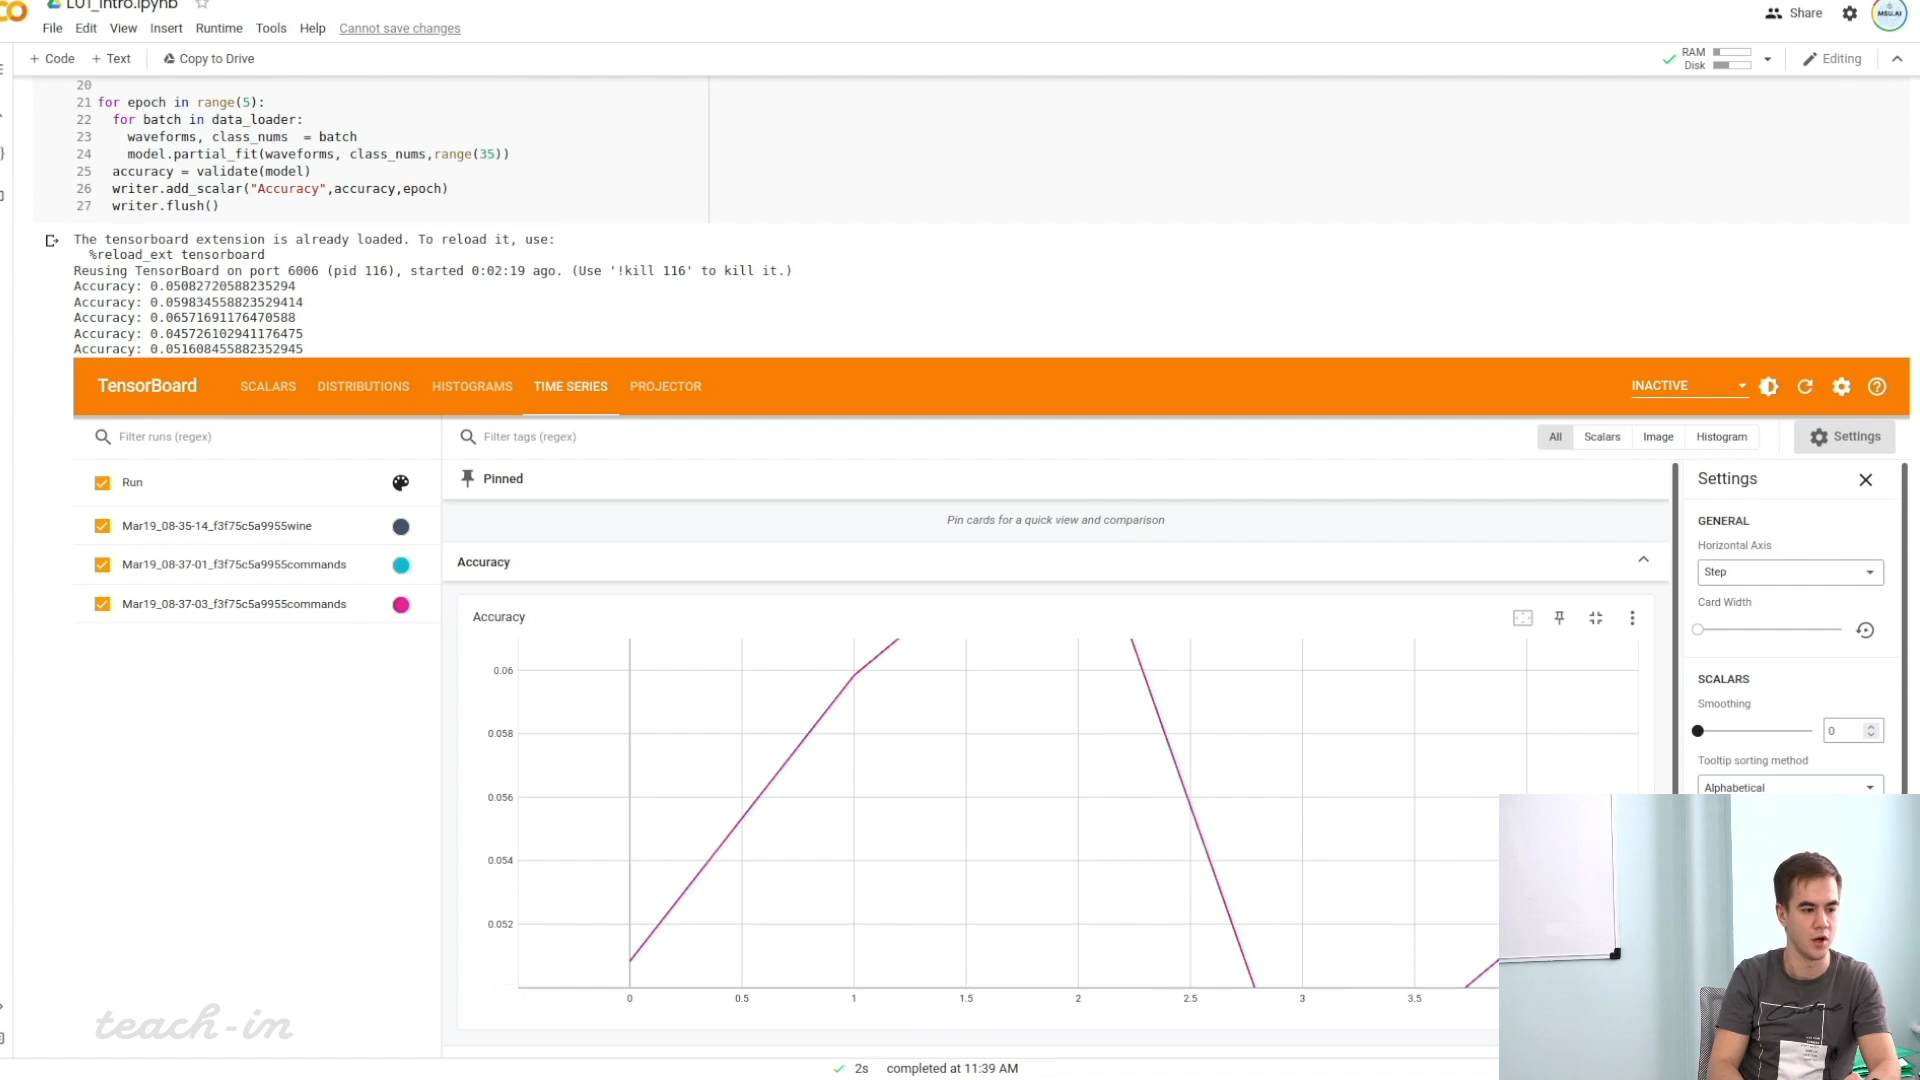 L01_Intro.ipynb
File Edit View Insert Runtime Tools Help Cannot save changes
Share
MSU.AI
+ Code + Text Copy to Drive
RAM
Disk
Editing
20
21 for epoch in range(5):
22 for batch in data_loader:
23 waveforms, class_nums = batch
24 model.partial_fit(waveforms, class_nums,range(35))
25 accuracy = validate(model)
26 writer.add_scalar("Accuracy",accuracy,epoch)
27 writer.flush()
The tensorboard extension is already loaded. To reload it, use:
%reload_ext tensorboard
Reusing TensorBoard on port 6006 (pid 116), started 0:02:19 ago. (Use '!kill 116' to kill it.)
Accuracy: 0.05082720588235294
Accuracy: 0.059834558823529414
Accuracy: 0.06571691176470588
Accuracy: 0.045726102941176475
Accuracy: 0.051608455882352945
TensorBoard SCALARS DISTRIBUTIONS HISTOGRAMS TIME SERIES PROJECTOR INACTIVE
Filter runs (regex)
Filter tags (regex)
All Scalars Image Histogram
Settings
Run
Mar19_08-35-14_f3f75c5a9955wine
Mar19_08-37-01_f3f75c5a9955commands
Mar19_08-37-03_f3f75c5a9955commands
Pinned
Pin cards for a quick view and comparison
Accuracy
Accuracy
0.06
0.058
0.056
0.054
0.052
0 0.5 1 1.5 2 2.5 3 3.5
Settings
GENERAL
Horizontal Axis
Step
Card Width
SCALARS
Smoothing
0
Tooltip sorting method
Alphabetical
teach-in
2s completed at 11:39 AM